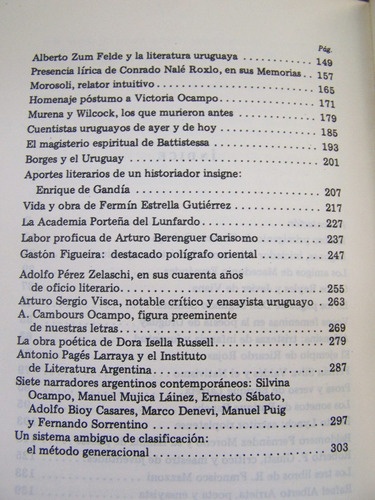 Pág.
Alberto Zum Felde y la literatura uruguaya 149
Presencia lírica de Conrado Nalé Roxlo, en sus Memorias 157
Morosoli, relator intuitivo 165
Homenaje póstumo a Victoria Ocampo 171
Murena y Wilcock, los que murieron antes 179
Cuentistas uruguayos de ayer y de hoy 185
El magisterio espiritual de Battistessa 193
Borges y el Uruguay 201
Aportes literarios de un historiador insigne:
Enrique de Gandía 207
Vida y obra de Fermín Estrella Gutiérrez 217
La Academia Porteña del Lunfardo 227
Labor proficua de Arturo Berenguer Carisomo 237
Gastón Figueira: destacado polígrafo oriental 247
Adolfo Pérez Zelaschi, en sus cuarenta años
de oficio literario 255
Arturo Sergio Visca, notable crítico y ensayista uruguayo 263
A. Cambours Ocampo, figura preeminente
de nuestras letras 269
La obra poética de Dora Isella Russell 279
Antonio Pagés Larraya y el Instituto
de Literatura Argentina 287
Siete narradores argentinos contemporáneos: Silvina
Ocampo, Manuel Mujica Láinez, Ernesto Sábato,
Adolfo Bioy Casares, Marco Denevi, Manuel Puig
y Fernando Sorrentino 297
Un sistema ambiguo de clasificación:
el método generacional 303